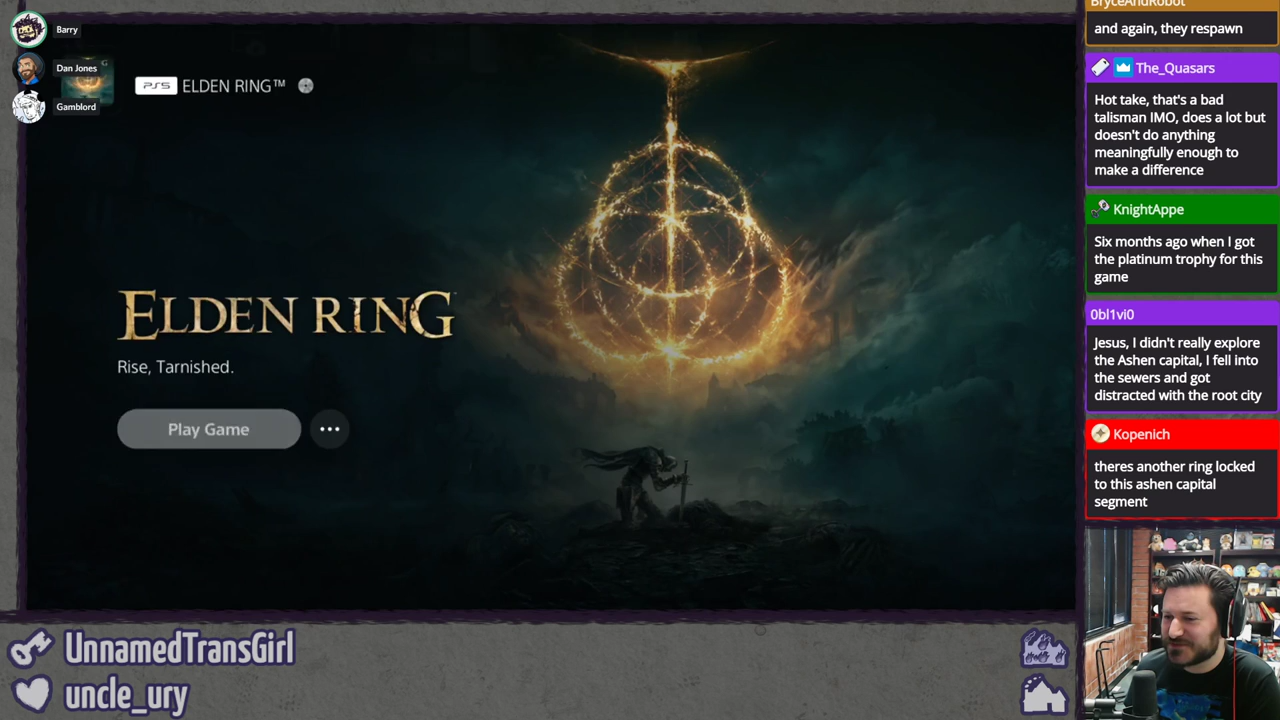 Barry
Dan Jones
Gamblord
PS5 ELDEN RING™
ELDEN RING
Rise, Tarnished.
Play Game
BryceAndRobot
and again, they respawn
The_Quasars
Hot take, that's a bad
talisman IMO, does a lot but
doesn't do anything
meaningfully enough to
make a difference
KnightAppe
Six months ago when I got
the platinum trophy for this
game
0bl1vi0
Jesus, I didn't really explore
the Ashen capital, I fell into
the sewers and got
distracted with the root city
Kopenich
theres another ring locked
to this ashen capital
segment
UnnamedTransGirl
uncle_ury